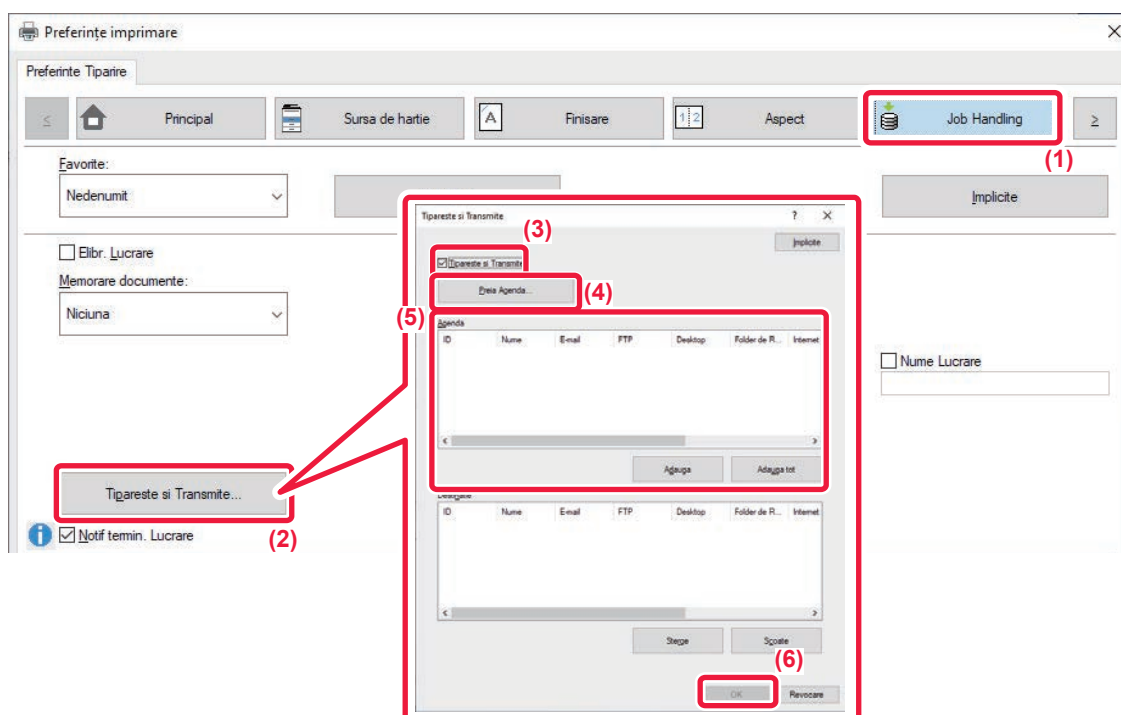 Preferințe imprimare
Preferinte Tiparire
<
Principal
Sursa de hartie
A
Finisare
1 2
Aspect
Job Handling
>
(1)
Favorite:
Nedenumit
Implicite
Elibr. Lucrare
Memorare documente:
Niciuna
Nume Lucrare
Tipareste si Transmite...
(2)
Notif termin. Lucrare
Tipareste si Transmite
?
(3)
Implicite
Tipareste si Transmite
Preia Agenda...
(4)
(5)
Agenda
ID Nume E-mail FTP Desktop Folder de R... Internet
Adauga Adauga tot
ID Nume E-mail FTP Desktop Folder de R... Internet
Sterge Scoate
(6)
OK Revocare